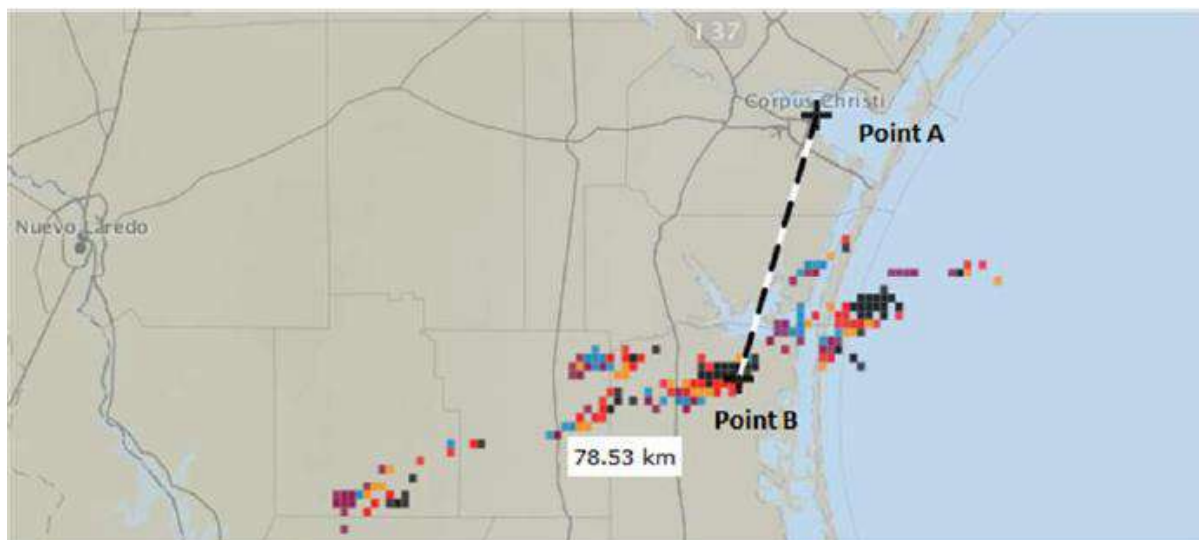 I 37
Corpus Christi
Point A
Nuevo Laredo
Point B
78.53 km